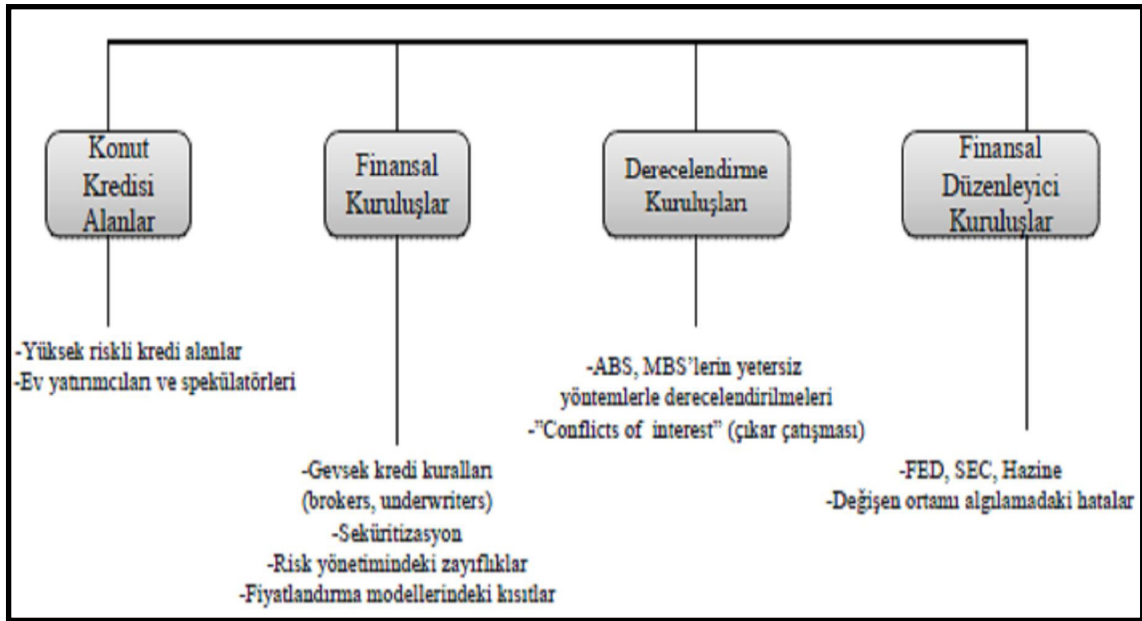 Konut
Kredisi
Alanlar
Finansal
Kuruluşlar
Derecelendirme
Kuruluşları
Finansal
Düzenleyici
Kuruluşlar
-Yüksek riskli kredi alanlar
-Ev yatırımcıları ve spekülatörleri
-Gevsek kredi kuralları
(brokers, underwriters)
-Seküritizasyon
-Risk yönetimindeki zayıflıklar
-Fiyatlandırma modellerindeki kısıtlar
-ABS, MBS’lerin yetersiz
yöntemlerle derecelendirilmeleri
-”Conflicts of interest” (çıkar çatışması)
-FED, SEC, Hazine
-Değişen ortamı algılamadaki hatalar